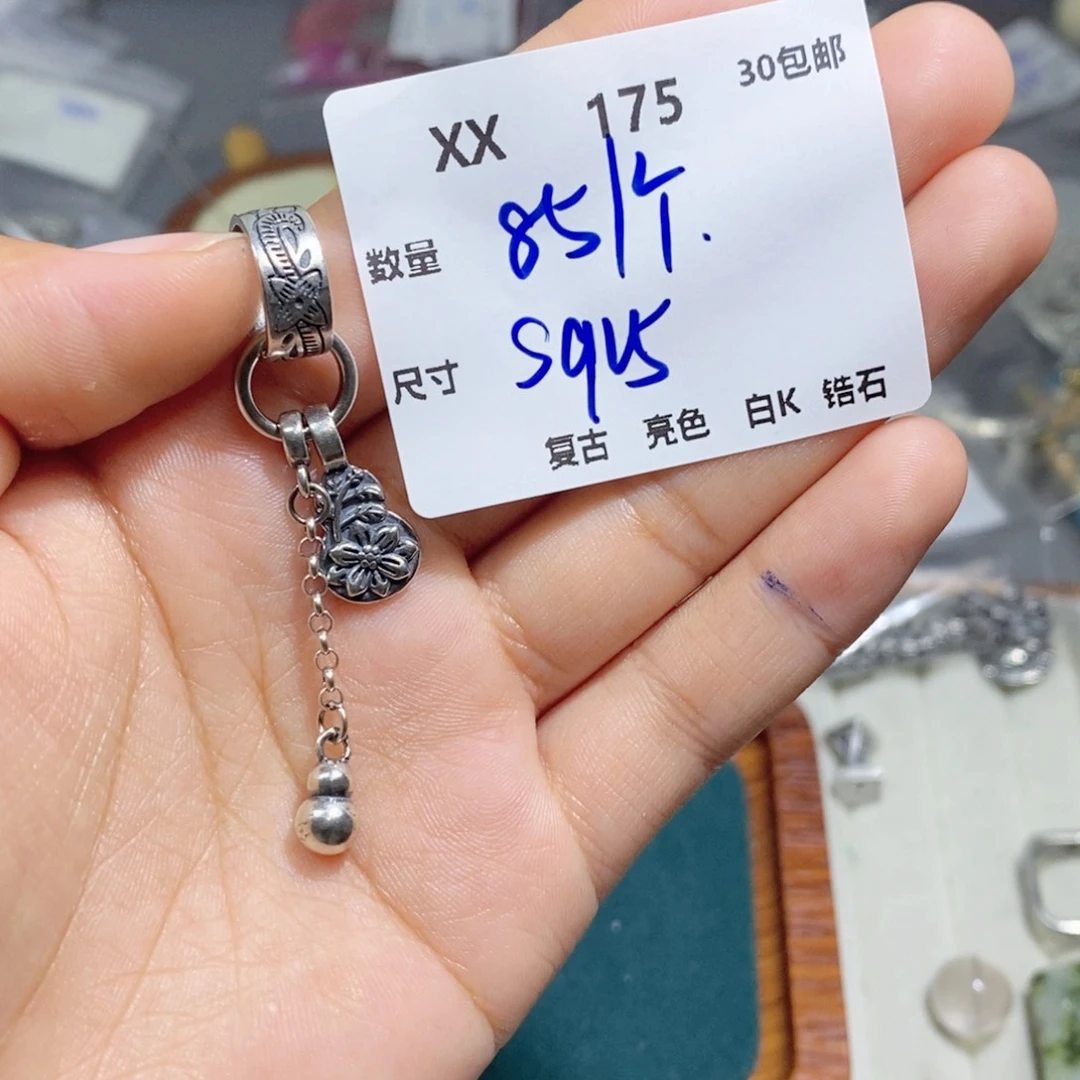 30包邮
XX 175
数量 85/个.
尺寸 S925
复古 亮色 白K 锆石